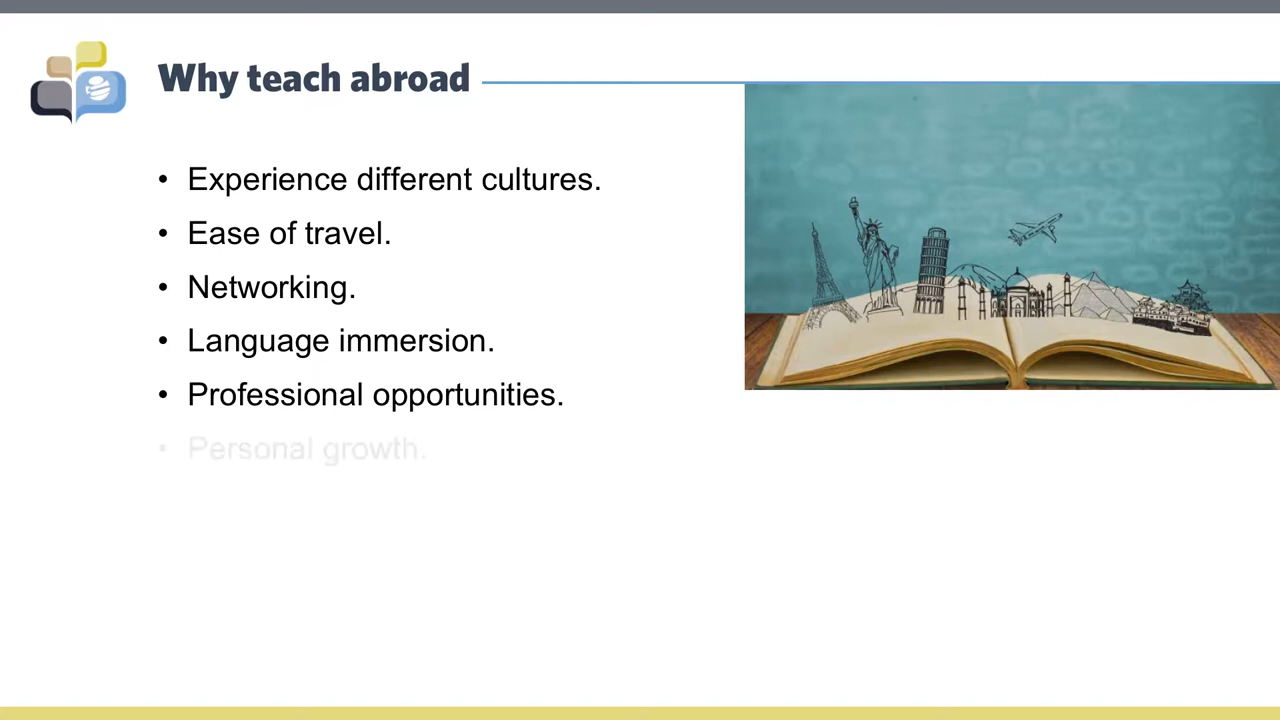 Why teach abroad
• Experience different cultures.
• Ease of travel.
• Networking.
• Language immersion.
• Professional opportunities.
• Personal growth.